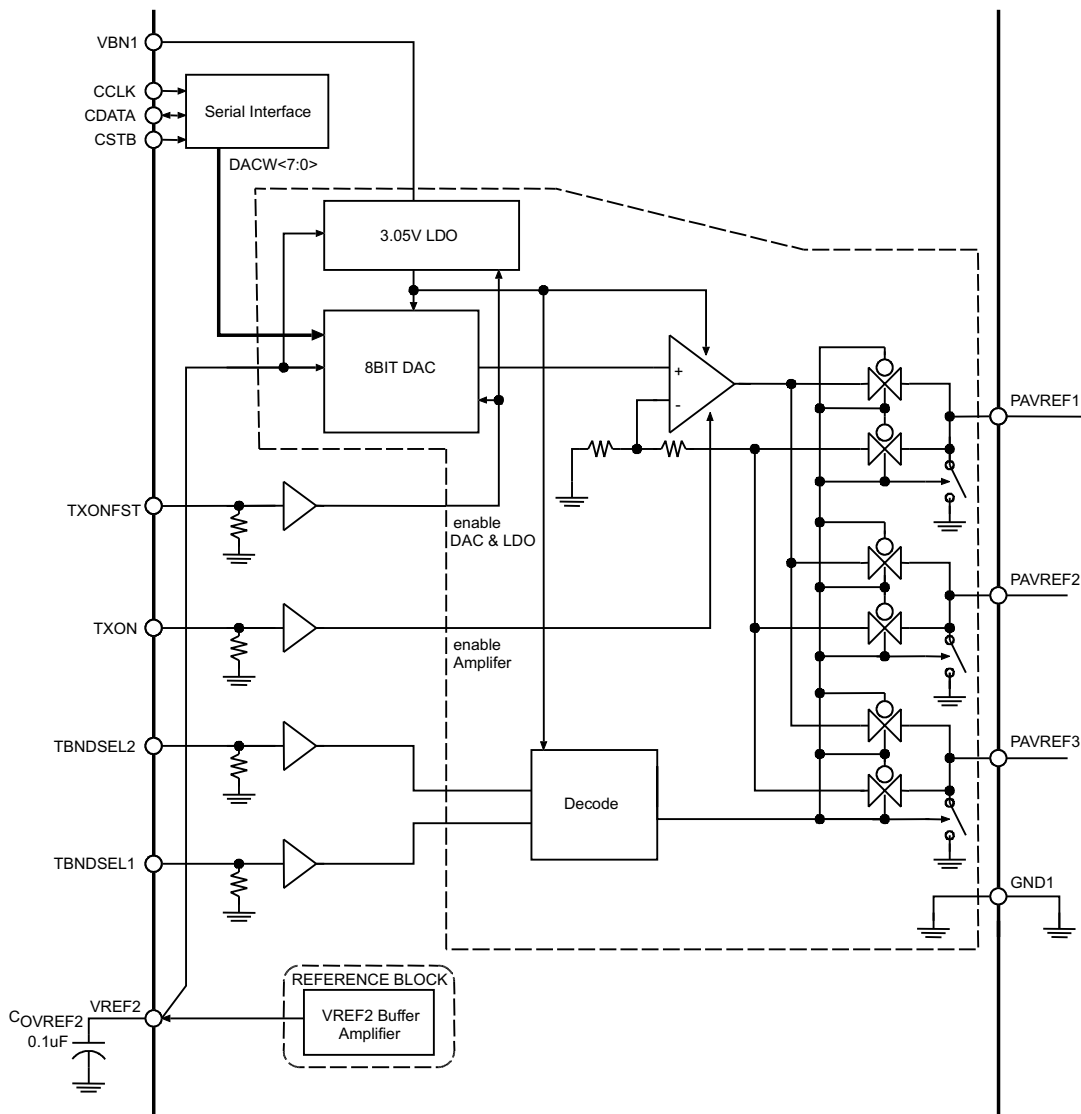 VBN1
CCLK
CDATA
CSTB
Serial Interface
DACW<7:0>
3.05V LDO
8BIT DAC
+
-
PAVREF1
TXONFST
enable
DAC & LDO
PAVREF2
TXON
enable
Amplifer
TBNDSEL2
PAVREF3
Decode
TBNDSEL1
GND1
REFERENCE BLOCK
VREF2 Buffer
Amplifier
VREF2
COVREF2
0.1uF